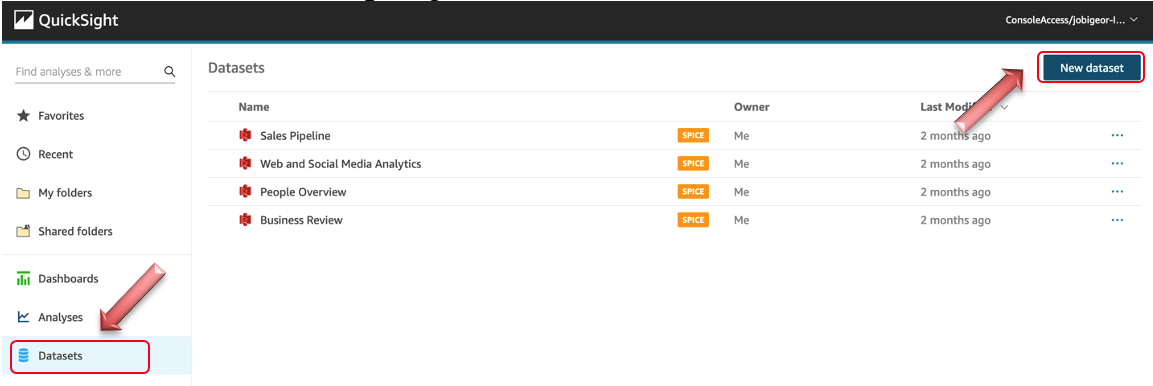 QuickSight
ConsoleAccess/jobigeor-I...
Find analyses & more
Favorites
Recent
My folders
Shared folders
Dashboards
Analyses
Datasets
Datasets
New dataset
Name Owner Last Modified
Sales Pipeline SPICE Me 2 months ago ...
Web and Social Media Analytics SPICE Me 2 months ago ...
People Overview SPICE Me 2 months ago ...
Business Review SPICE Me 2 months ago ...